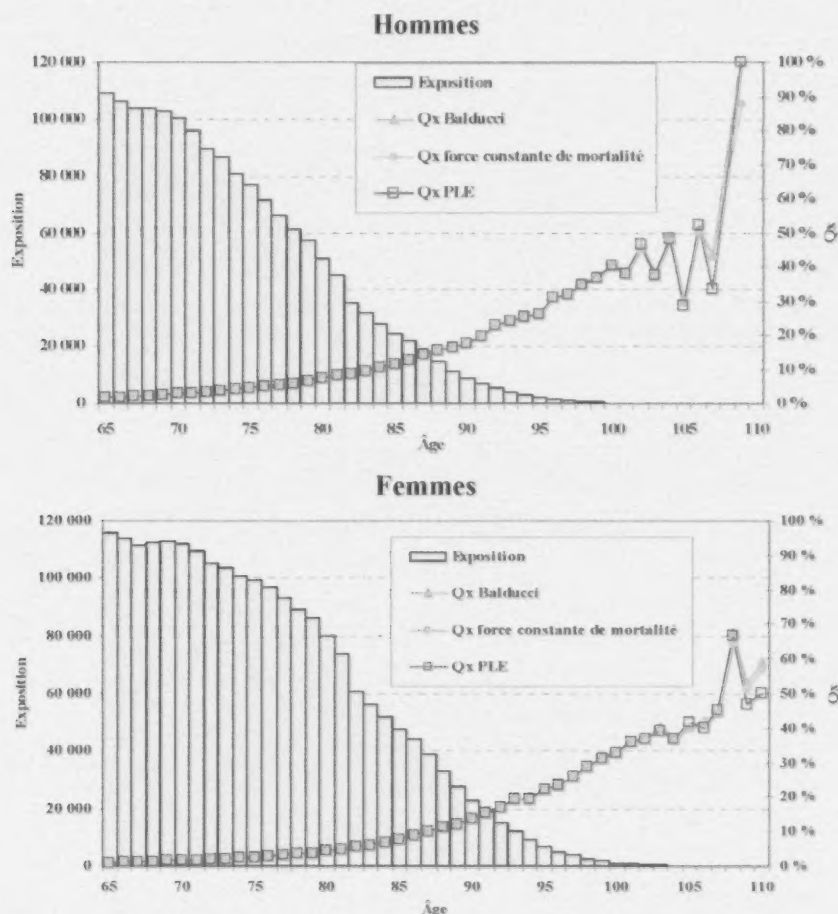 Hommes
120 000
100 000
80 000
60 000
40 000
20 000
0
Exposition
Exposition
Qx Balducci
Qx force constante de mortalité
Qx PLE
100 %
90 %
80 %
70 %
60 %
50 %
40 %
30 %
20 %
10 %
0 %
Qx
65 70 75 80 85 90 95 100 105 110
Âge
Femmes
120 000
100 000
80 000
60 000
40 000
20 000
0
Exposition
Exposition
Qx Balducci
Qx force constante de mortalité
Qx PLE
100 %
90 %
80 %
70 %
60 %
50 %
40 %
30 %
20 %
10 %
0 %
Qx
65 70 75 80 85 90 95 100 105 110
Âge